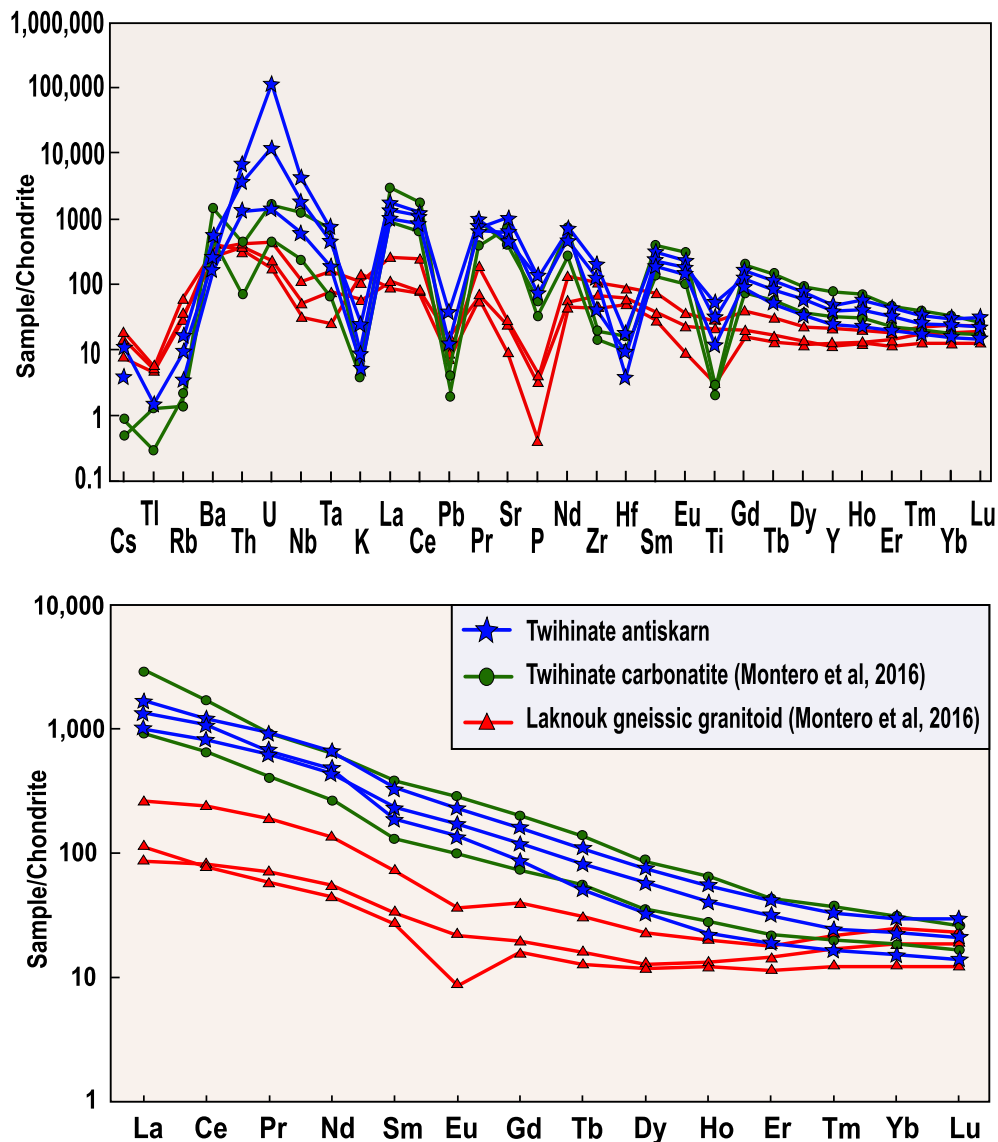 1,000,000
100,000
10,000
1000
100
10
1
0.1
Sample/Chondrite
Tl Ba U Ta La Pb Sr Nd Hf Eu Gd Dy Ho Tm Lu
Cs Rb Th Nb K Ce Pr P Zr Sm Ti Tb Y Er Yb
10,000
1,000
100
10
1
Sample/Chondrite
Twihinate antiskarn
Twihinate carbonatite (Montero et al, 2016)
Laknouk gneissic granitoid (Montero et al, 2016)
La Ce Pr Nd Sm Eu Gd Tb Dy Ho Er Tm Yb Lu